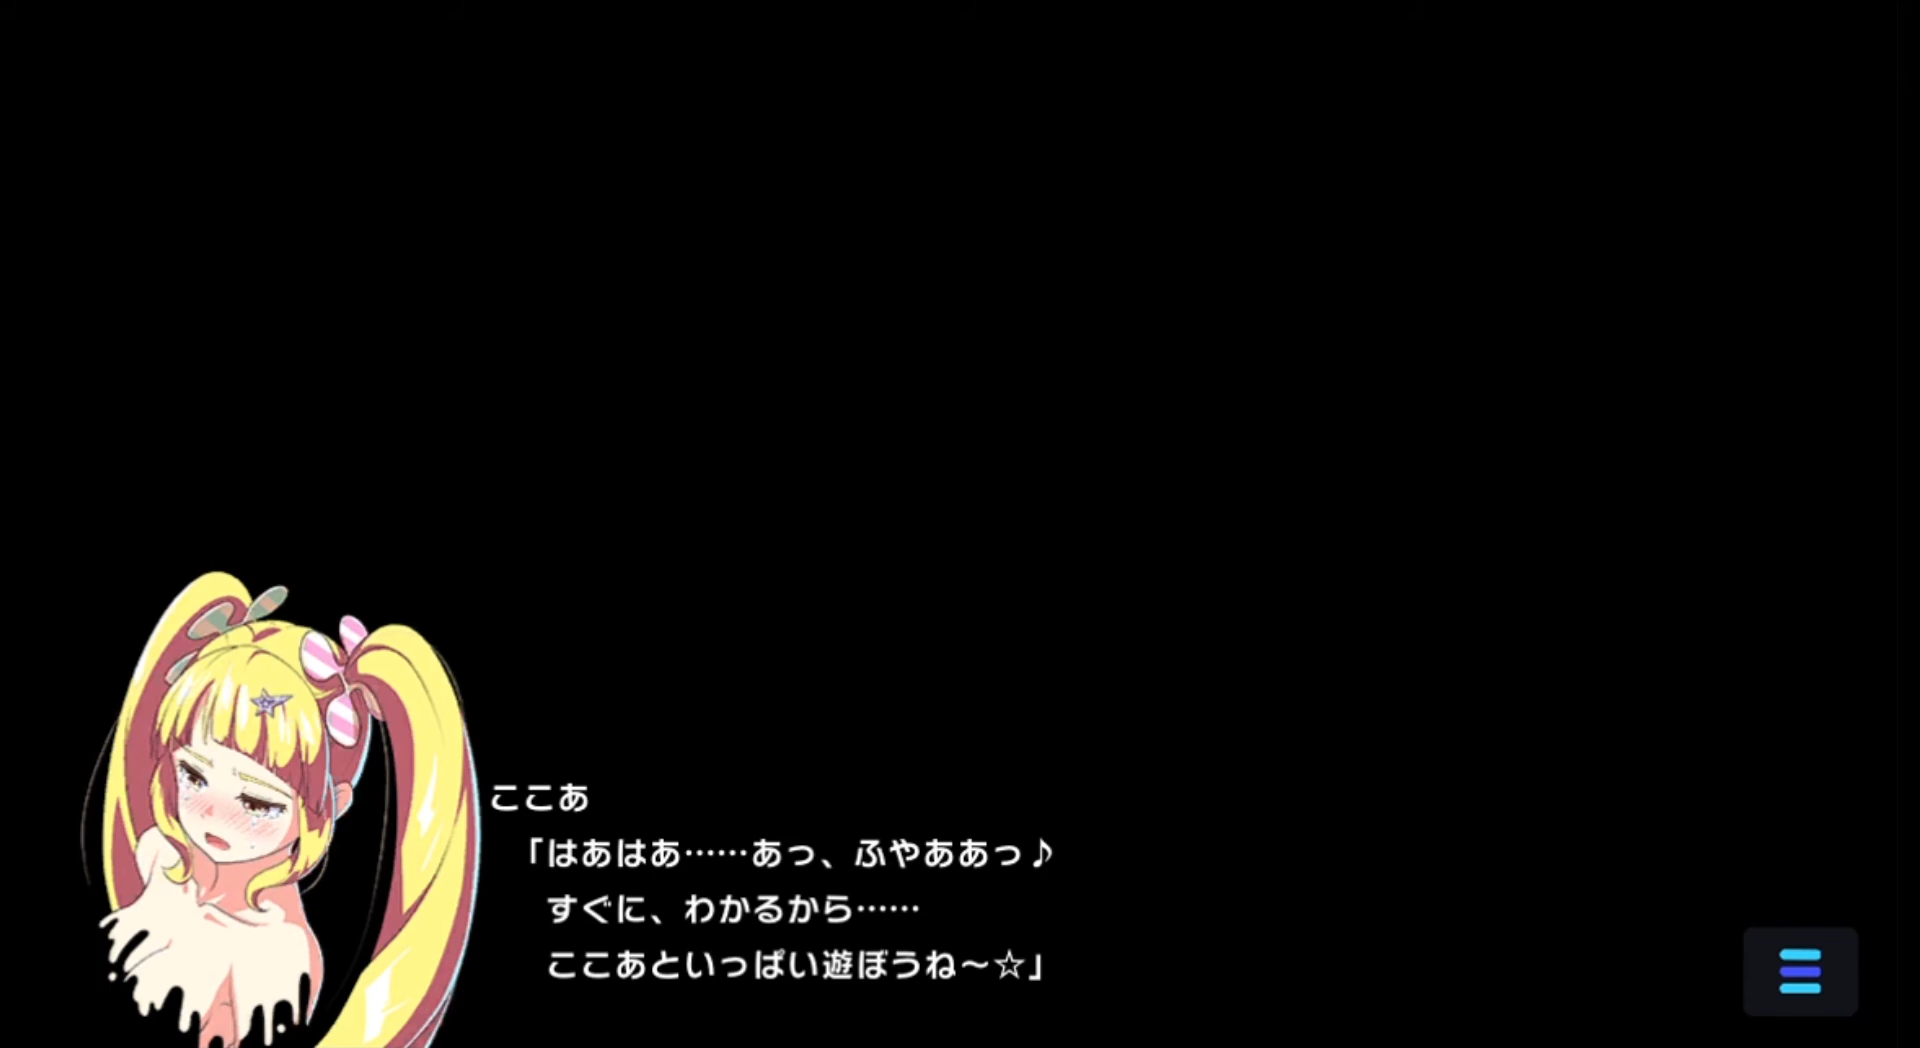 ここあ
「はあはあ……あっ、ふやああっ♪
すぐに、わかるから……
ここあといっぱい遊ぼうね～☆」